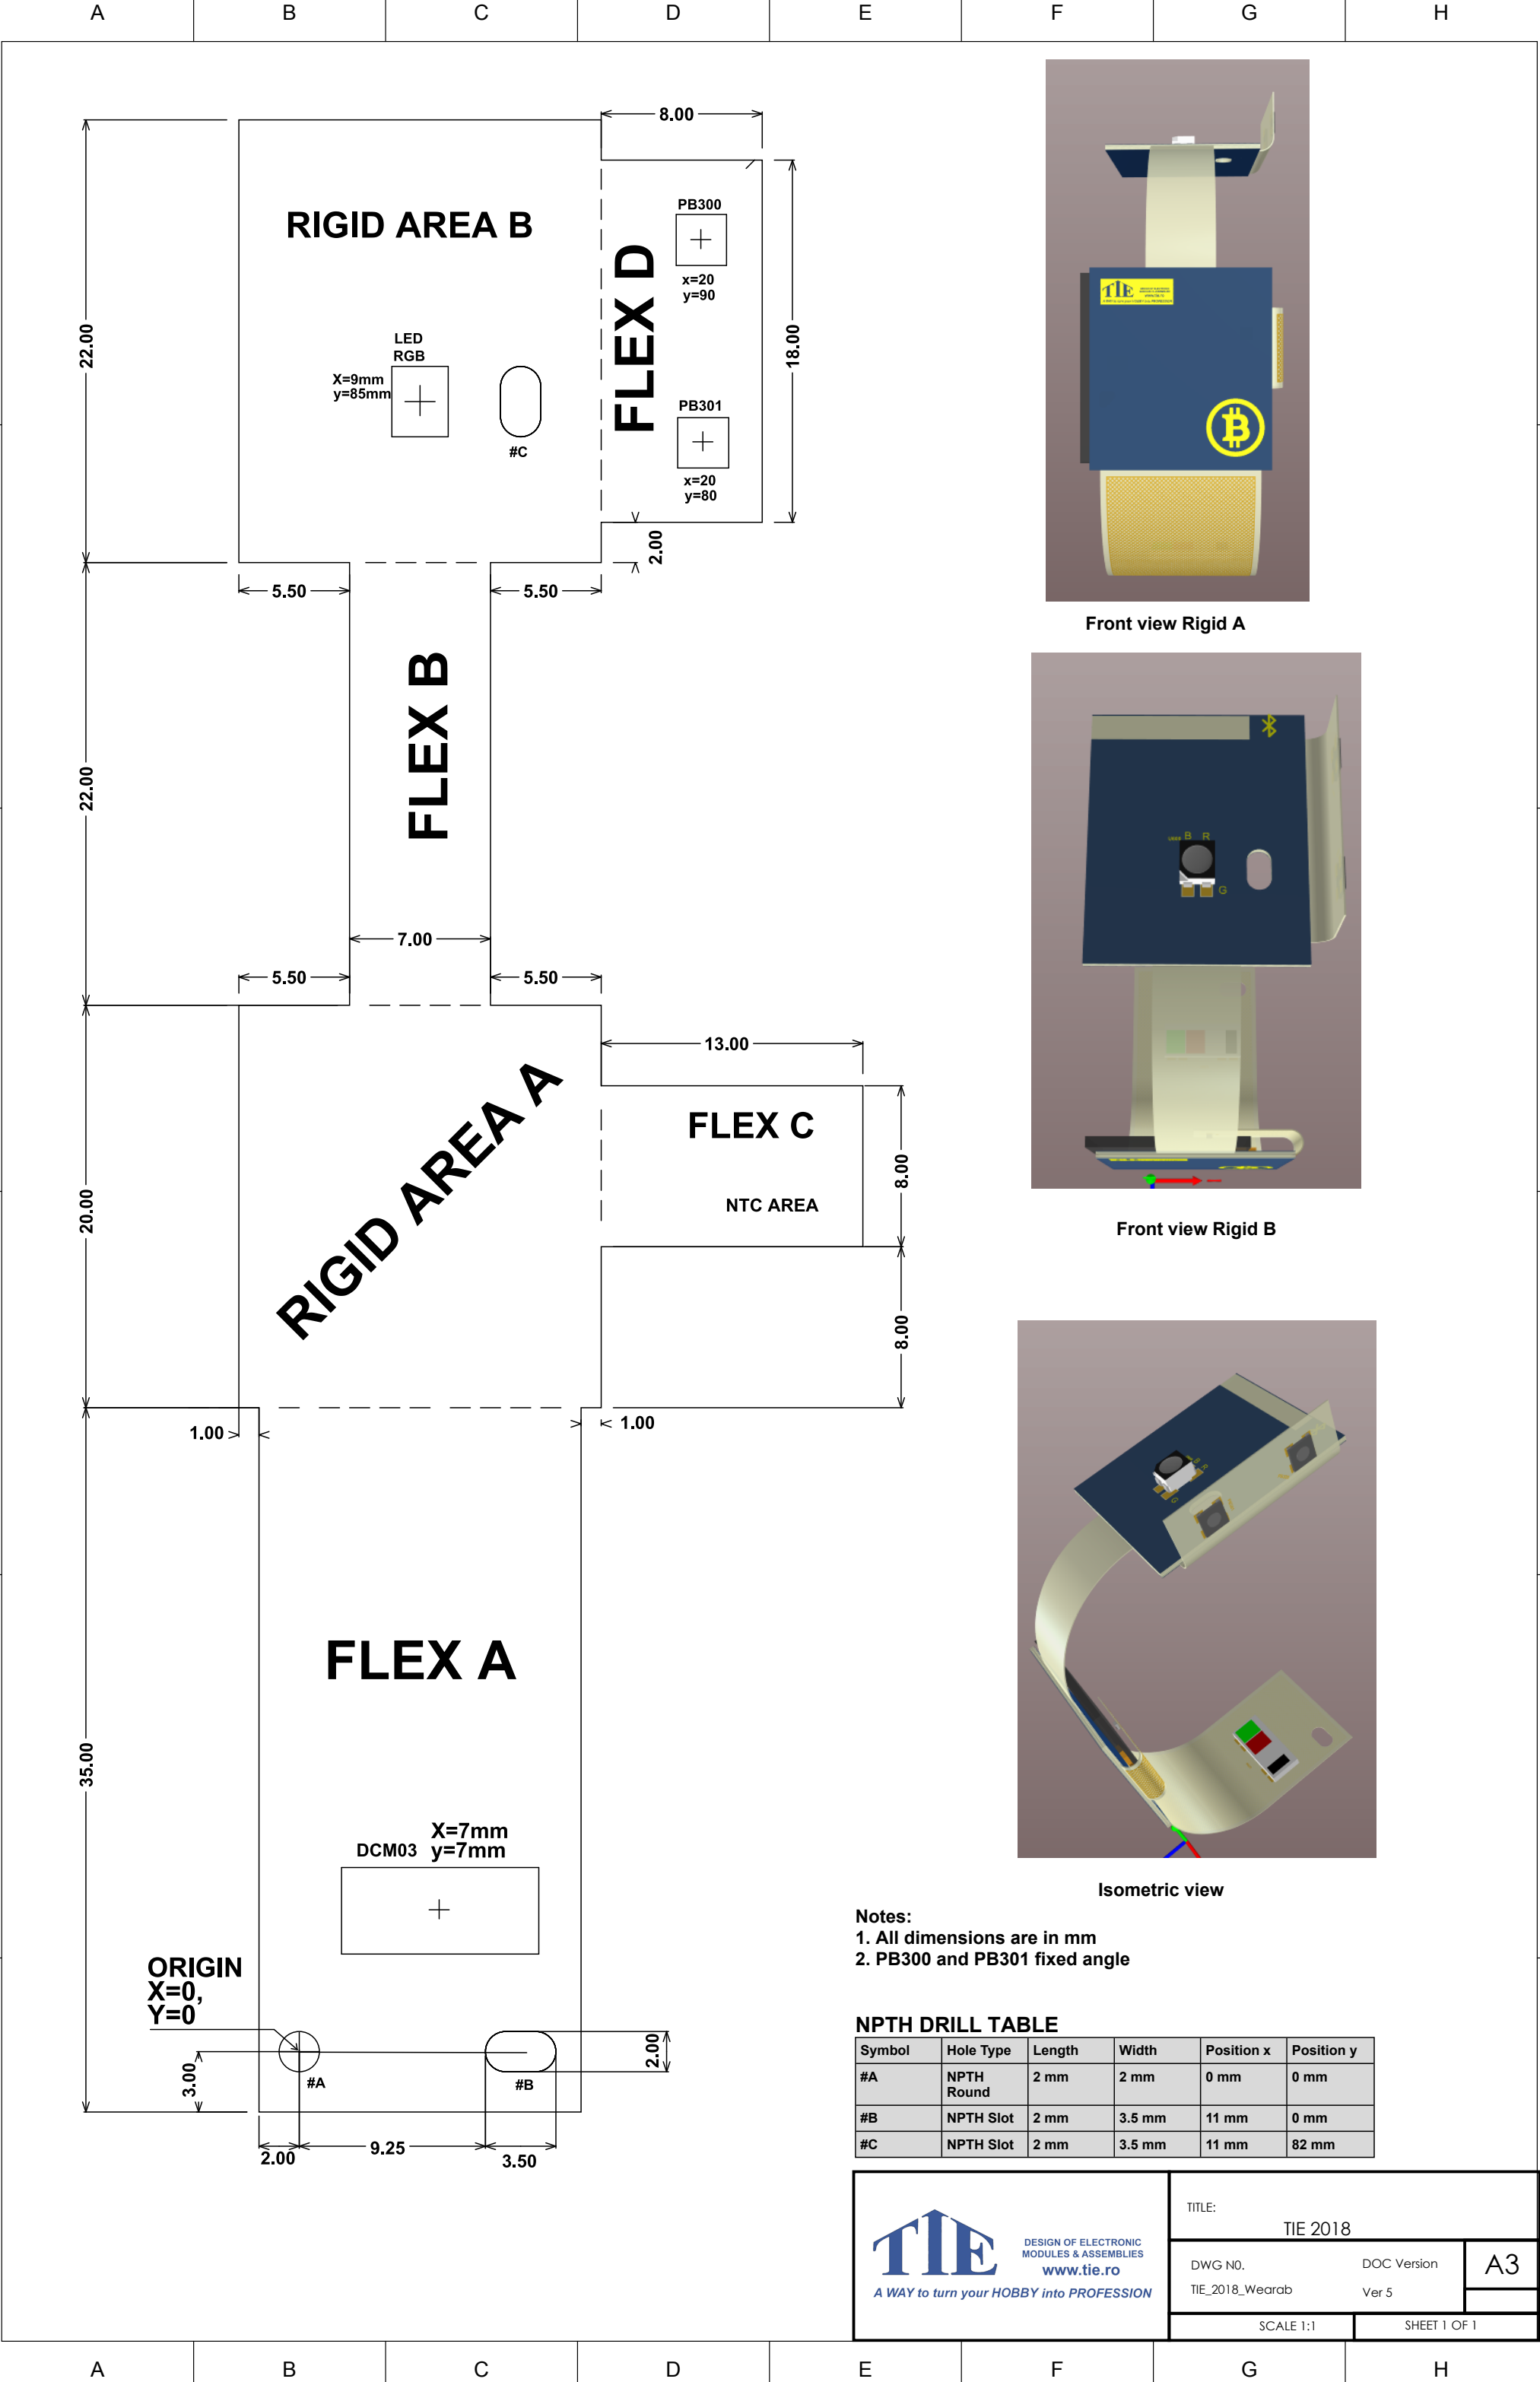 A B C D E F G H
8.00
RIGID AREA B
PB300
x=20
y=90
FLEX D
22.00
18.00
LED
RGB
X=9mm
y=85mm
#C
PB301
x=20
y=80
2.00
5.50
5.50
Front view Rigid A
TIE
www.tie.ro
FLEX B
22.00
B R
G
7.00
5.50
5.50
13.00
RIGID AREA A
FLEX C
NTC AREA
8.00
20.00
Front view Rigid B
8.00
1.00
1.00
FLEX A
35.00
X=7mm
DCM03 y=7mm
Isometric view
Notes:
1. All dimensions are in mm
2. PB300 and PB301 fixed angle
ORIGIN
X=0,
Y=0
3.00
#A
#B
2.00
2.00
9.25
3.50
NPTH DRILL TABLE
Symbol Hole Type Length Width Position x Position y
#A NPTH Round 2 mm 2 mm 0 mm 0 mm
#B NPTH Slot 2 mm 3.5 mm 11 mm 0 mm
#C NPTH Slot 2 mm 3.5 mm 11 mm 82 mm
TIE
DESIGN OF ELECTRONIC
MODULES & ASSEMBLIES
www.tie.ro
A WAY to turn your HOBBY into PROFESSION
TITLE:
TIE 2018
DWG N0.
TIE_2018_Wearab
DOC Version
Ver 5
A3
SCALE 1:1
SHEET 1 OF 1
A B C D E F G H